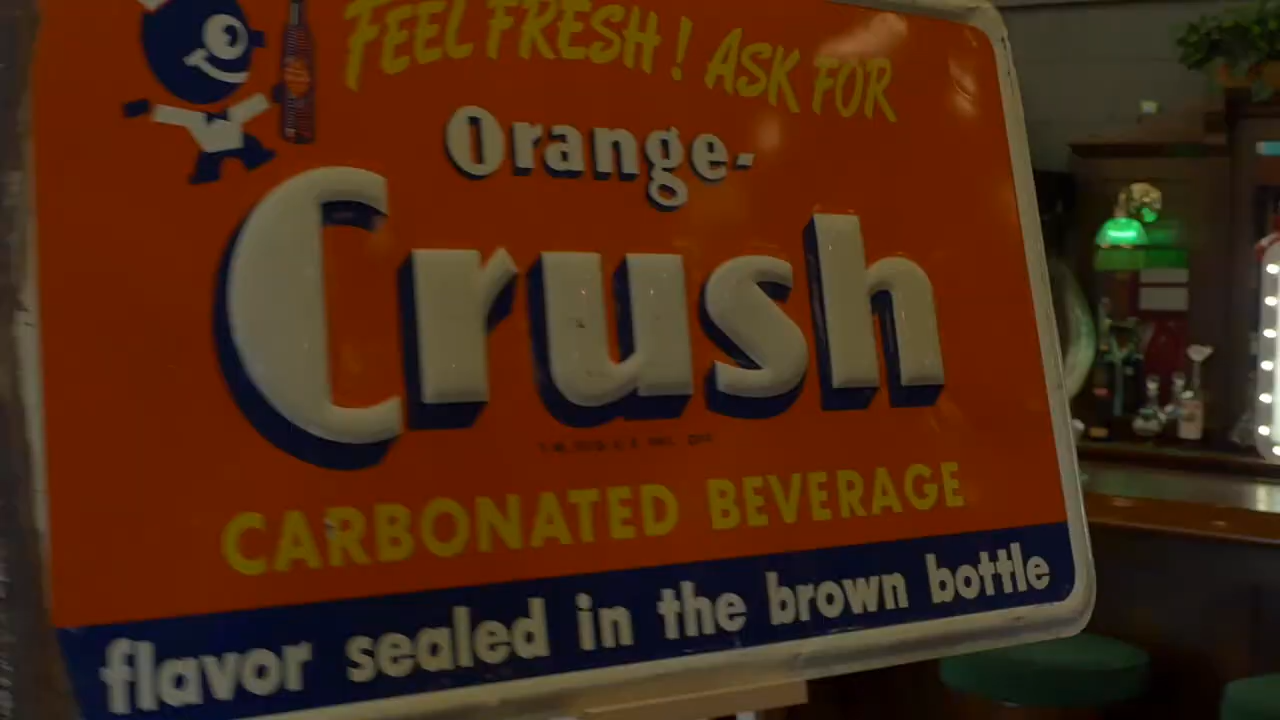 FEEL FRESH! ASK FOR
Orange-
Crush
CARBONATED BEVERAGE
flavor sealed in the brown bottle